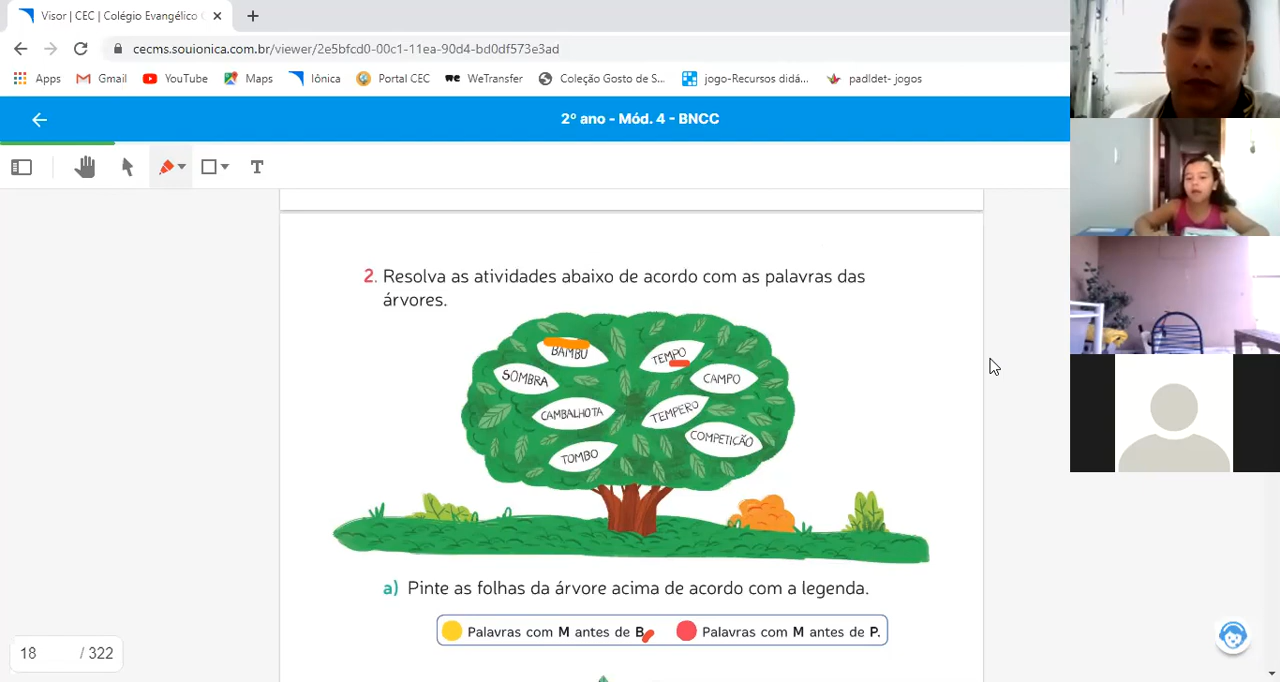 Visor | CEC | Colégio Evangélico
cecms.souionica.com.br/viewer/2e5bfcd0-00c1-11ea-90d4-bd0df573e3ad
Apps Gmail YouTube Maps Iônica Portal CEC WeTransfer Coleção Gosto de S... jogo-Recursos didá... padldet- jogos
2º ano - Mód. 4 - BNCC
T
2. Resolva as atividades abaixo de acordo com as palavras das
árvores.
BAMBU
TEMPO
SOMBRA
CAMPO
CAMBALHOTA
TEMPERO
COMPETIÇÃO
TOMBO
a) Pinte as folhas da árvore acima de acordo com a legenda.
Palavras com M antes de B. Palavras com M antes de P.
18 / 322